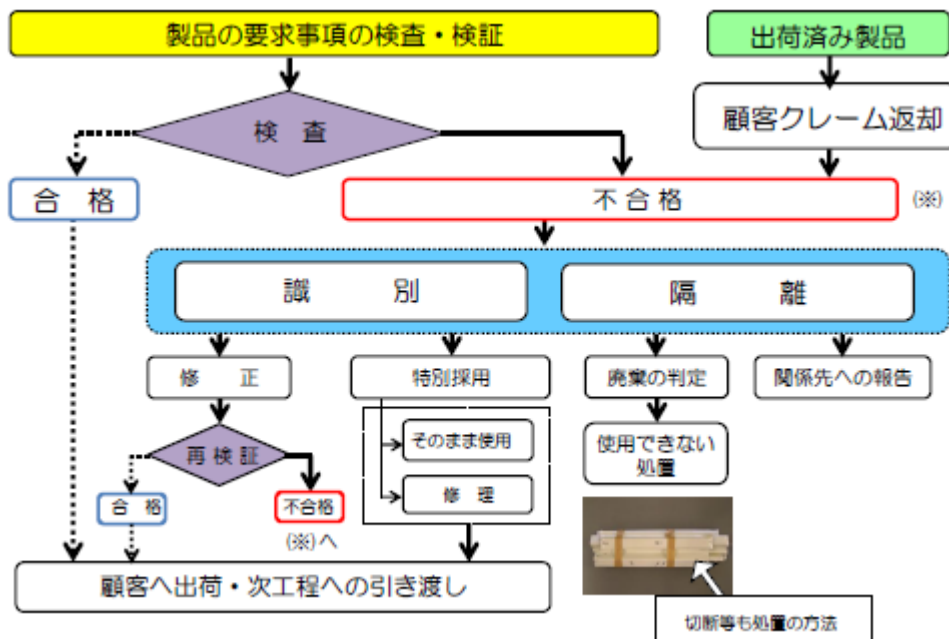 製品の要求事項の検査・検証
出荷済み製品
検 査
顧客クレーム返却
合 格
不 合 格
(※)
識 別
隔 離
修 正
特別採用
廃棄の判定
関係先への報告
再 検 証
そのまま使用
使用できない
処置
合 格
不合格
修 理
(※)へ
顧客へ出荷・次工程への引き渡し
切断等も処置の方法